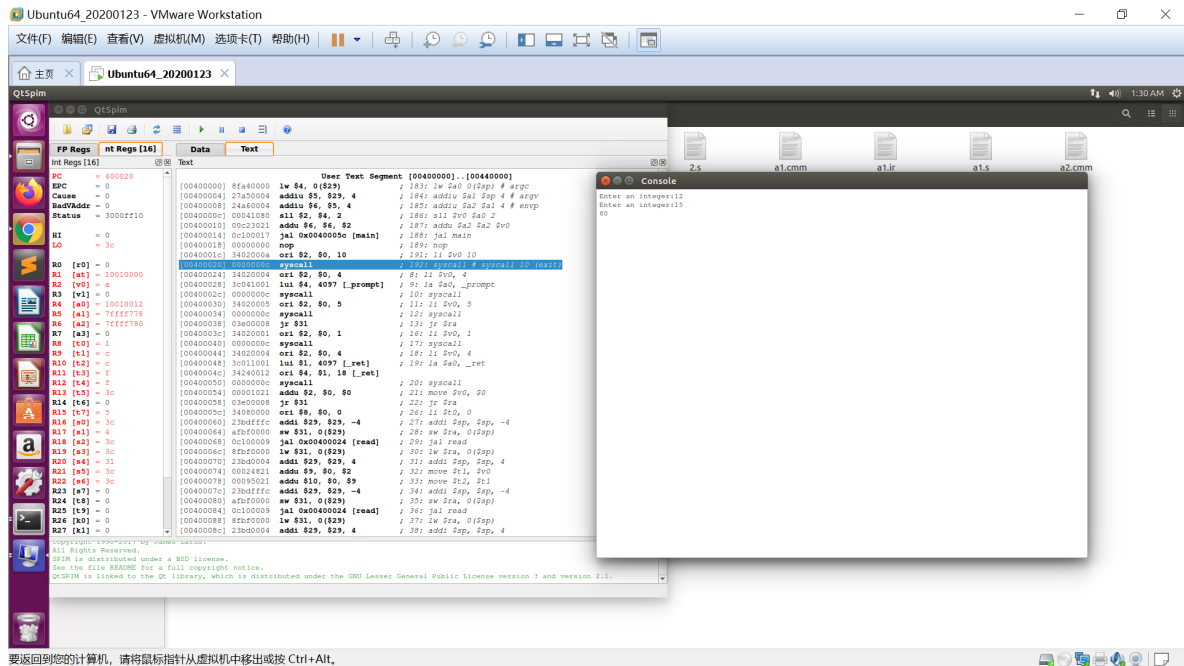 Ubuntu64_20200123 - VMware Workstation
文件(F) 编辑(E) 查看(V) 虚拟机(M) 选项卡(T) 帮助(H)
主页 Ubuntu64_20200123
QtSpim 1:30 AM
QtSpim
FP Regs nt Regs [16] Data Text
Int Regs [16] Text
PC = 400020
EPC = 0
Cause = 0
BadVAddr = 0
Status = 3000ff10
HI = 0
LO = 3c
R0 [r0] = 0
R1 [at] = 10010000
R2 [v0] = a
R3 [v1] = 0
R4 [a0] = 10010012
R5 [a1] = 7ffff778
R6 [a2] = 7ffff780
R7 [a3] = 0
R8 [t0] = 1
R9 [t1] = c
R10 [t2] = c
R11 [t3] = f
R12 [t4] = f
R13 [t5] = 3c
R14 [t6] = 0
R15 [t7] = 5
R16 [s0] = 3c
R17 [s1] = 4
R18 [s2] = 3c
R19 [s3] = 3c
R20 [s4] = 31
R21 [s5] = 3c
R22 [s6] = 3c
R23 [s7] = 0
R24 [t8] = 0
R25 [t9] = 0
R26 [k0] = 0
R27 [k1] = 0
User Text Segment [00400000]..[00440000]
[00400000] 8fa40000 lw $4, 0($29) ; 183: lw $a0 0($sp) # argc
[00400004] 27a50004 addiu $5, $29, 4 ; 184: addiu $a1 $sp 4 # argv
[00400008] 24a60004 addiu $6, $5, 4 ; 185: addiu $a2 $a1 4 # envp
[0040000c] 00041080 sll $2, $4, 2 ; 186: sll $v0 $a0 2
[00400010] 00c23021 addu $6, $6, $2 ; 187: addu $a2 $a2 $v0
[00400014] 0c100017 jal 0x0040005c [main] ; 188: jal main
[00400018] 00000000 nop ; 189: nop
[0040001c] 3402000a ori $2, $0, 10 ; 191: li $v0 10
[00400020] 0000000c syscall ; 192: syscall # syscall 10 (exit)
[00400024] 34020004 ori $2, $0, 4 ; 8: li $v0, 4
[00400028] 3c041001 lui $4, 4097 [_prompt] ; 9: la $a0, _prompt
[0040002c] 0000000c syscall ; 10: syscall
[00400030] 34020005 ori $2, $0, 5 ; 11: li $v0, 5
[00400034] 0000000c syscall ; 12: syscall
[00400038] 03e00008 jr $31 ; 13: jr $ra
[0040003c] 34020001 ori $2, $0, 1 ; 16: li $v0, 1
[00400040] 0000000c syscall ; 17: syscall
[00400044] 34020004 ori $2, $0, 4 ; 18: li $v0, 4
[00400048] 3c011001 lui $1, 4097 [_ret] ; 19: la $a0, _ret
[0040004c] 34240012 ori $4, $1, 18 [_ret]
[00400050] 0000000c syscall ; 20: syscall
[00400054] 00001021 addu $2, $0, $0 ; 21: move $v0, $0
[00400058] 03e00008 jr $31 ; 22: jr $ra
[0040005c] 34080000 ori $8, $0, 0 ; 26: li $t0, 0
[00400060] 23bdfffc addi $29, $29, -4 ; 27: addi $sp, $sp, -4
[00400064] afbf0000 sw $31, 0($29) ; 28: sw $ra, 0($sp)
[00400068] 0c100009 jal 0x00400024 [read] ; 29: jal read
[0040006c] 8fbf0000 lw $31, 0($29) ; 30: lw $ra, 0($sp)
[00400070] 23bd0004 addi $29, $29, 4 ; 31: addi $sp, $sp, 4
[00400074] 00024821 addu $9, $0, $2 ; 32: move $t1, $v0
[00400078] 00095021 addu $10, $0, $9 ; 33: move $t2, $t1
[0040007c] 23bdfffc addi $29, $29, -4 ; 34: addi $sp, $sp, -4
[00400080] afbf0000 sw $31, 0($29) ; 35: sw $ra, 0($sp)
[00400084] 0c100009 jal 0x00400024 [read] ; 36: jal read
[00400088] 8fbf0000 lw $31, 0($29) ; 37: lw $ra, 0($sp)
[0040008c] 23bd0004 addi $29, $29, 4 ; 38: addi $sp, $sp, 4
All Rights Reserved.
SPIM is distributed under a BSD license.
See the file README for a full copyright notice.
QtSPIM is linked to the Qt library, which is distributed under the GNU Lesser General Public License version 3 and version 2.1.
2.s a1.cmm a1.ir a1.s a2.cmm
Console
Enter an integer:12
Enter an integer:15
60
要返回到您的计算机，请将鼠标指针从虚拟机中移出或按 Ctrl+Alt。